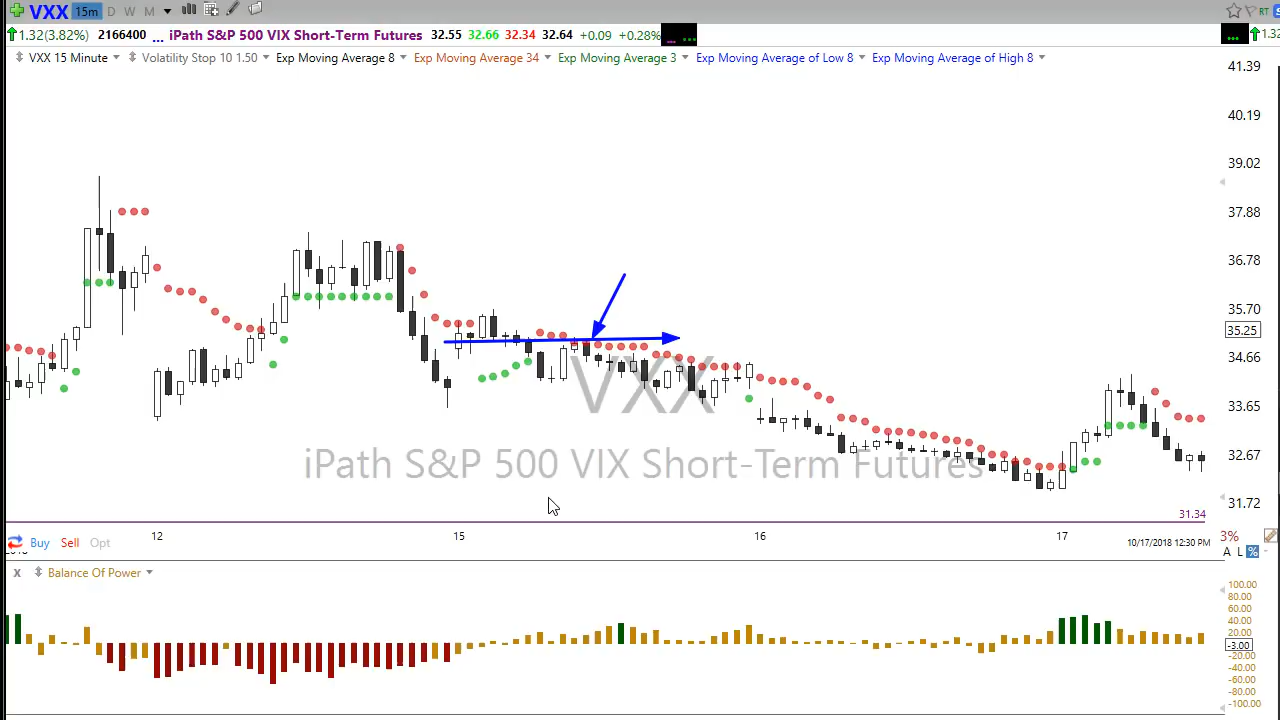 VXX 15m D W M RT
1.32(3.82%) 2166400 ... iPath S&P 500 VIX Short-Term Futures 32.55 32.66 32.34 32.64 +0.09 +0.28% ... ... ... 1.32
VXX 15 Minute Volatility Stop 10 1.50 Exp Moving Average 8 Exp Moving Average 34 Exp Moving Average 3 Exp Moving Average of Low 8 Exp Moving Average of High 8
41.39
40.19
39.02
37.88
36.78
35.70
35.25
34.66
33.65
32.67
31.72
VXX
iPath S&P 500 VIX Short-Term Futures
31.34
12 15 16 17
3%
Buy Sell Opt 10/17/2018 12:30 PM
A L %
X Balance Of Power
100.00
80.00
60.00
40.00
20.00
-3.00
-20.00
-40.00
-60.00
-80.00
-100.00